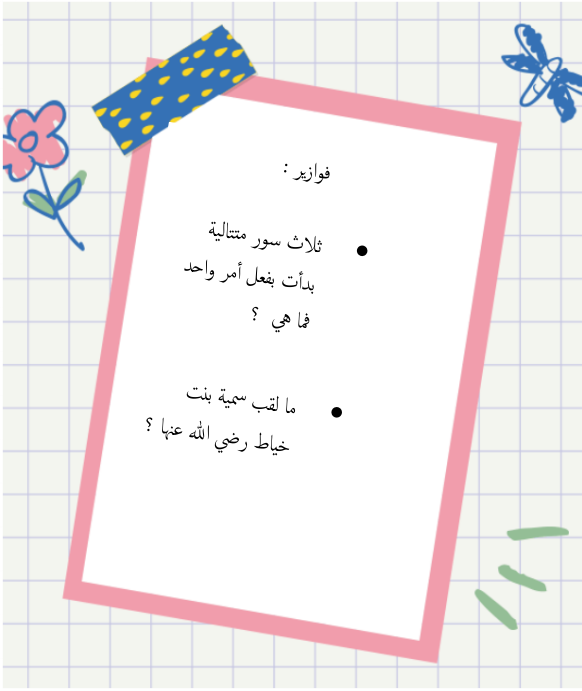 فوازير :
ثلاث سور متتالية
بدأت بفعل أمر واحد
فما هي ؟
ما لقب سمية بنت
خياط رضي الله عنها ؟